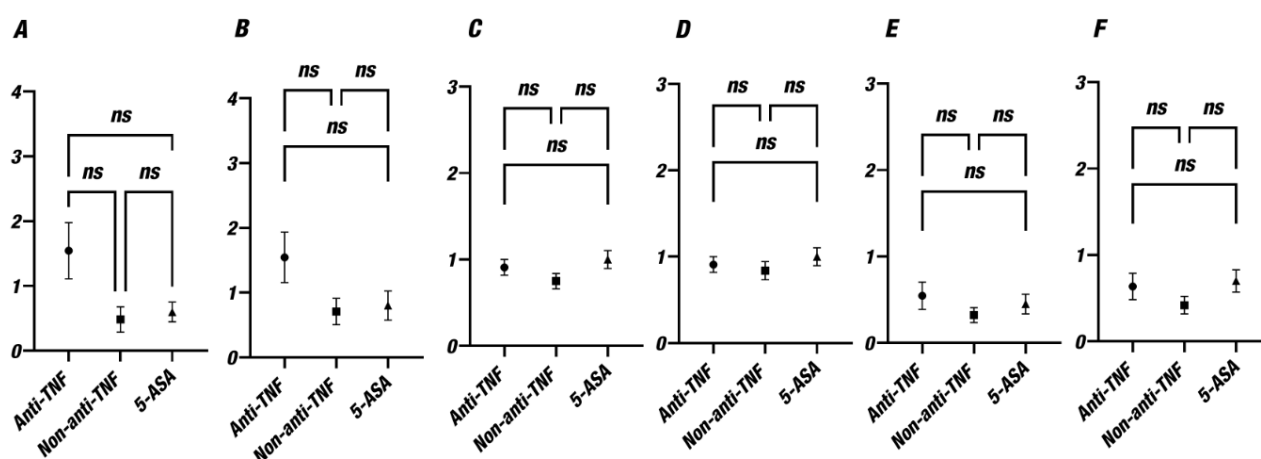 A
4
3
2
1
0
ns
ns
ns
Anti-TNF
Non-anti-TNF
5-ASA
B
4
3
2
1
0
ns
ns
ns
Anti-TNF
Non-anti-TNF
5-ASA
C
3
2
1
0
ns
ns
ns
Anti-TNF
Non-anti-TNF
5-ASA
D
3
2
1
0
ns
ns
ns
Anti-TNF
Non-anti-TNF
5-ASA
E
3
2
1
0
ns
ns
ns
Anti-TNF
Non-anti-TNF
5-ASA
F
3
2
1
0
ns
ns
ns
Anti-TNF
Non-anti-TNF
5-ASA